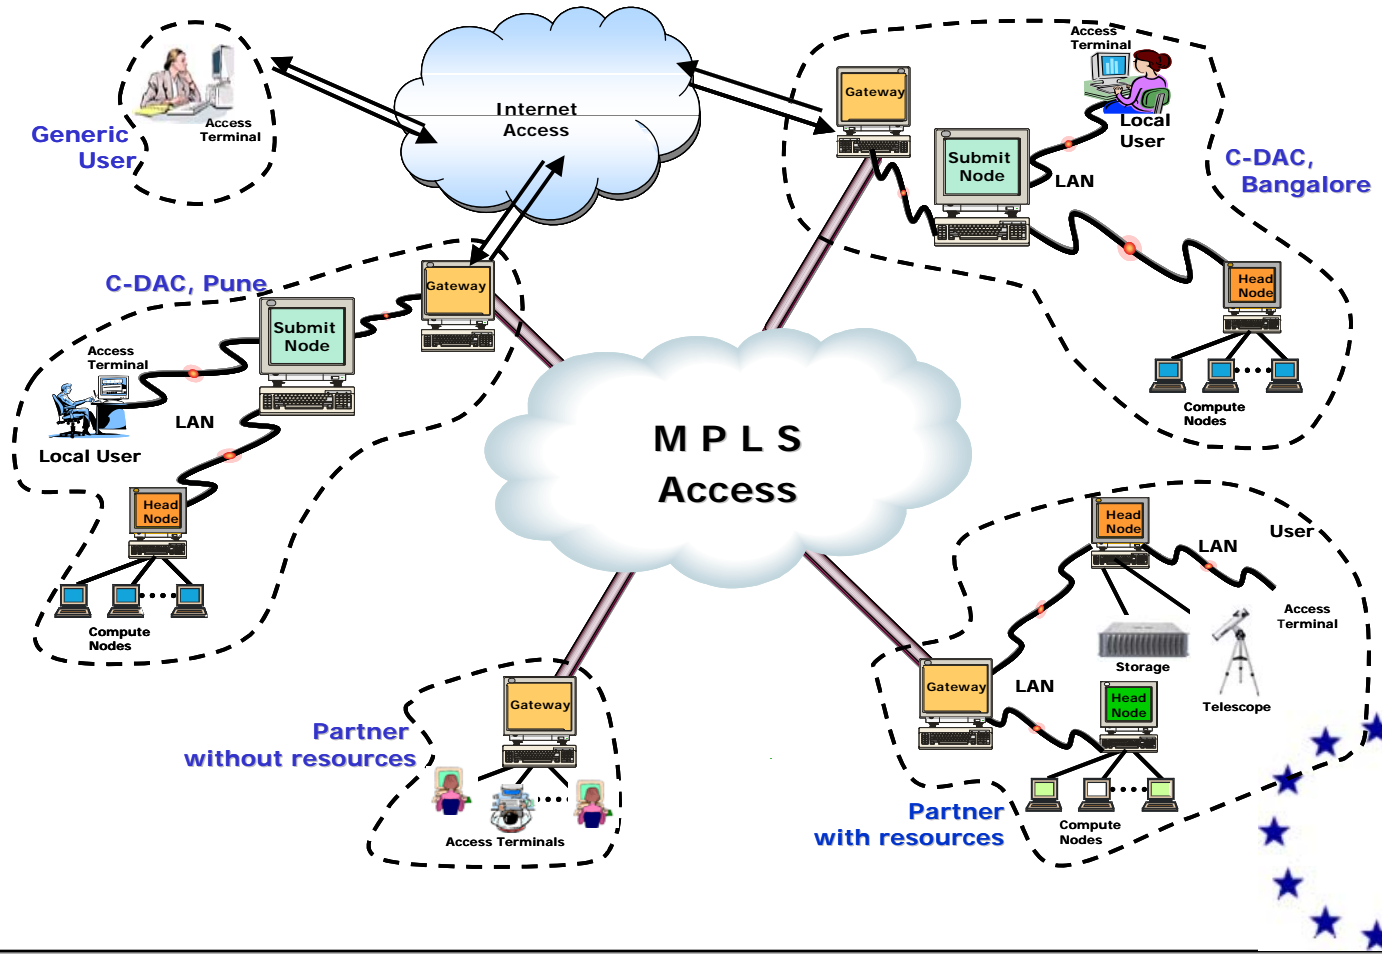 Access
Terminal
Generic
User
Internet
Access
Gateway
Access
Terminal
Local
User
Submit
Node
LAN
C-DAC,
Bangalore
Head
Node
Compute
Nodes
C-DAC, Pune
Gateway
Submit
Node
Access
Terminal
LAN
Local User
Head
Node
Compute
Nodes
M P L S
Access
Head
Node
LAN
User
Access
Terminal
Storage
Telescope
Gateway
LAN
Head
Node
Compute
Nodes
Partner
with resources
Gateway
Partner
without resources
Access Terminals